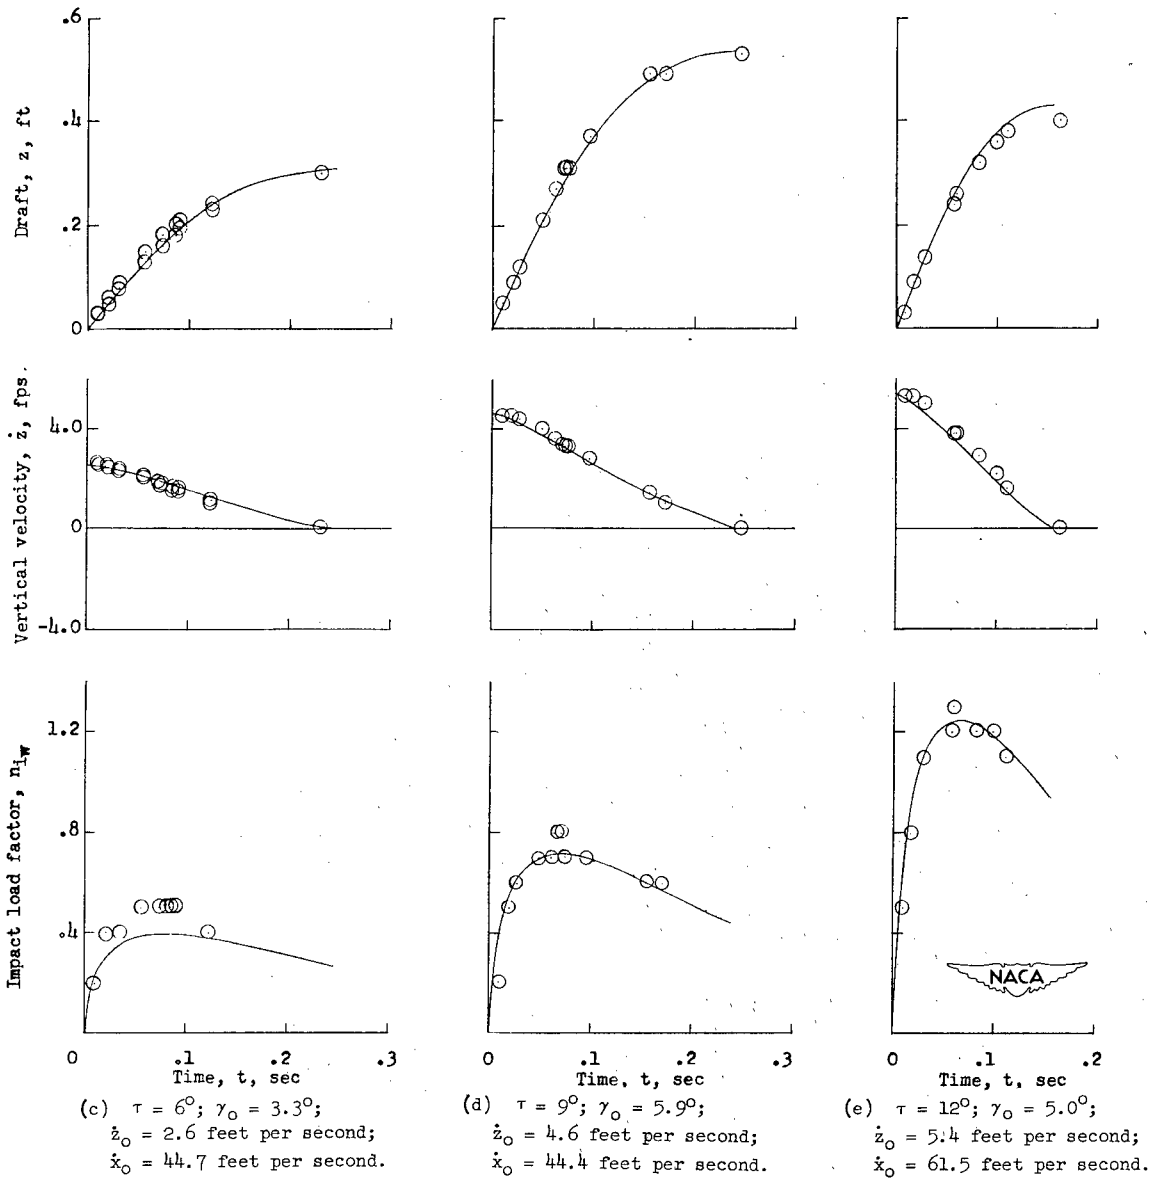 .6
.4
.2
0
Draft, z, ft
4.0
0
-4.0
Vertical velocity, ż, fps.
1.2
.8
.4
Impact load factor, n_iw
NACA
0 .1 .2 .3
Time, t, sec
0 .1 .2 .3
Time, t, sec
0 .1 .2
Time, t, sec
(c) τ = 6°; γ₀ = 3.3°;
ż₀ = 2.6 feet per second;
ẋ₀ = 44.7 feet per second.
(d) τ = 9°; γ₀ = 5.9°;
ż₀ = 4.6 feet per second;
ẋ₀ = 44.4 feet per second.
(e) τ = 12°; γ₀ = 5.0°;
ż₀ = 5.4 feet per second;
ẋ₀ = 61.5 feet per second.